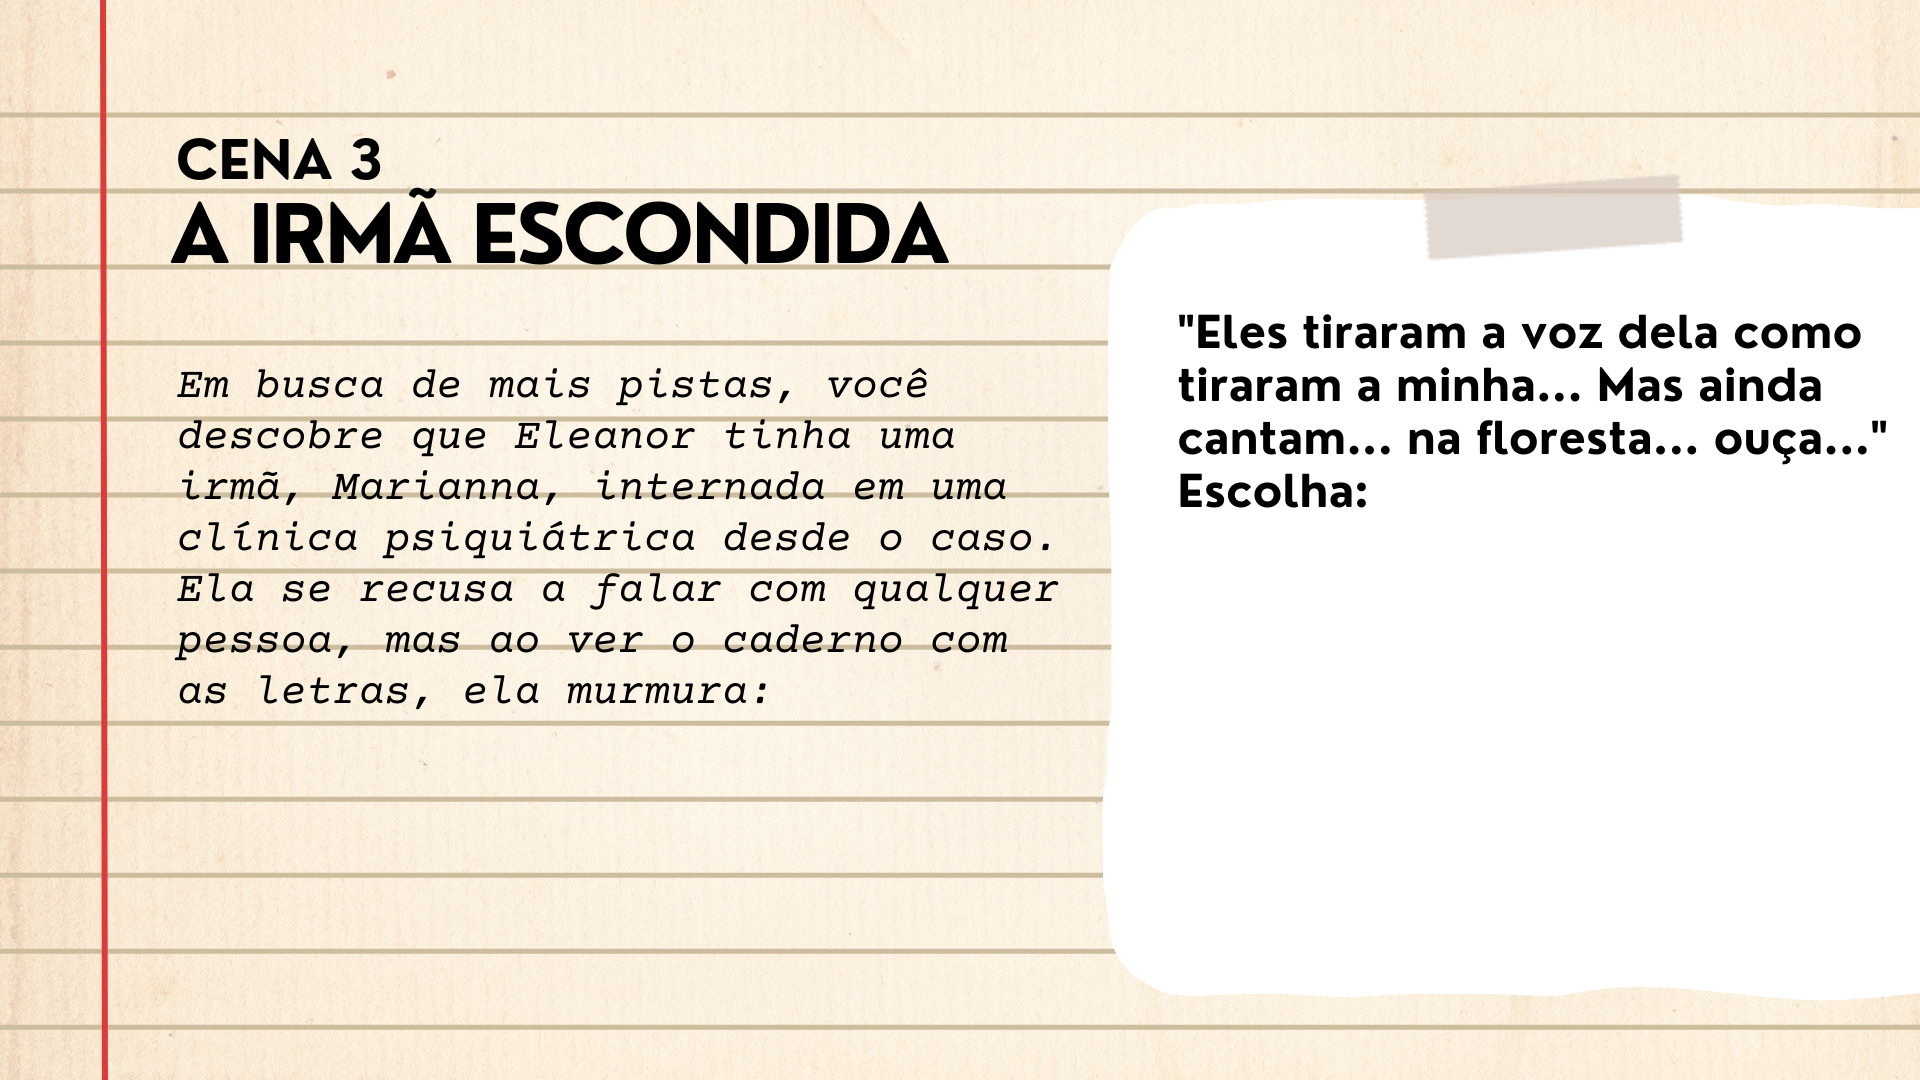 CENA 3
A IRMÃ ESCONDIDA
Em busca de mais pistas, você
descobre que Eleanor tinha uma
irmã, Marianna, internada em uma
clínica psiquiátrica desde o caso.
Ela se recusa a falar com qualquer
pessoa, mas ao ver o caderno com
as letras, ela murmura:
"Eles tiraram a voz dela como
tiraram a minha... Mas ainda
cantam... na floresta... ouça..."
Escolha: